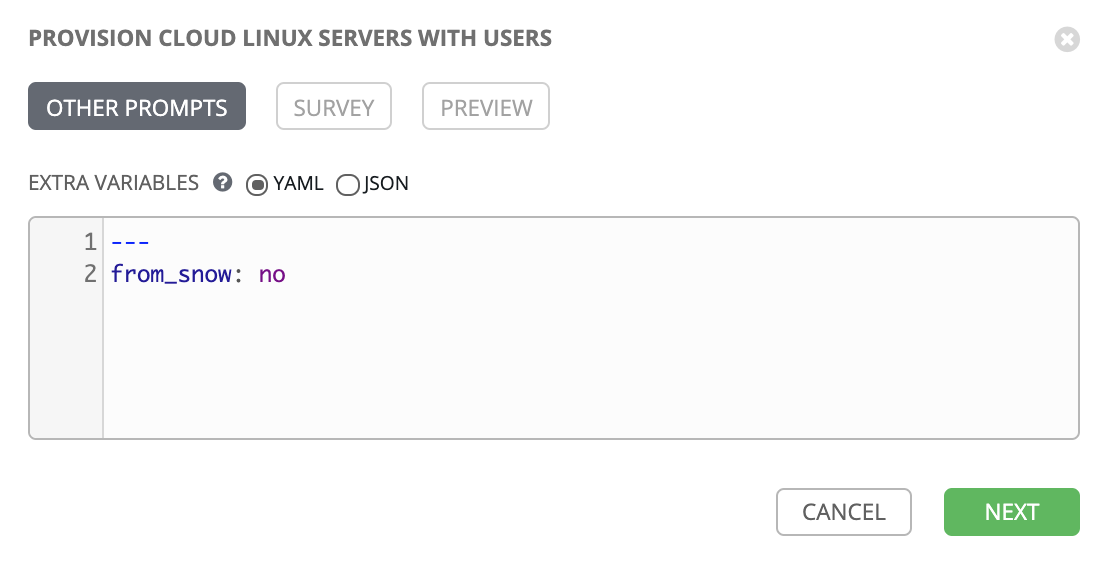 PROVISION CLOUD LINUX SERVERS WITH USERS
OTHER PROMPTS SURVEY PREVIEW
EXTRA VARIABLES ? YAML JSON
1 ---
2 from_snow: no
CANCEL NEXT